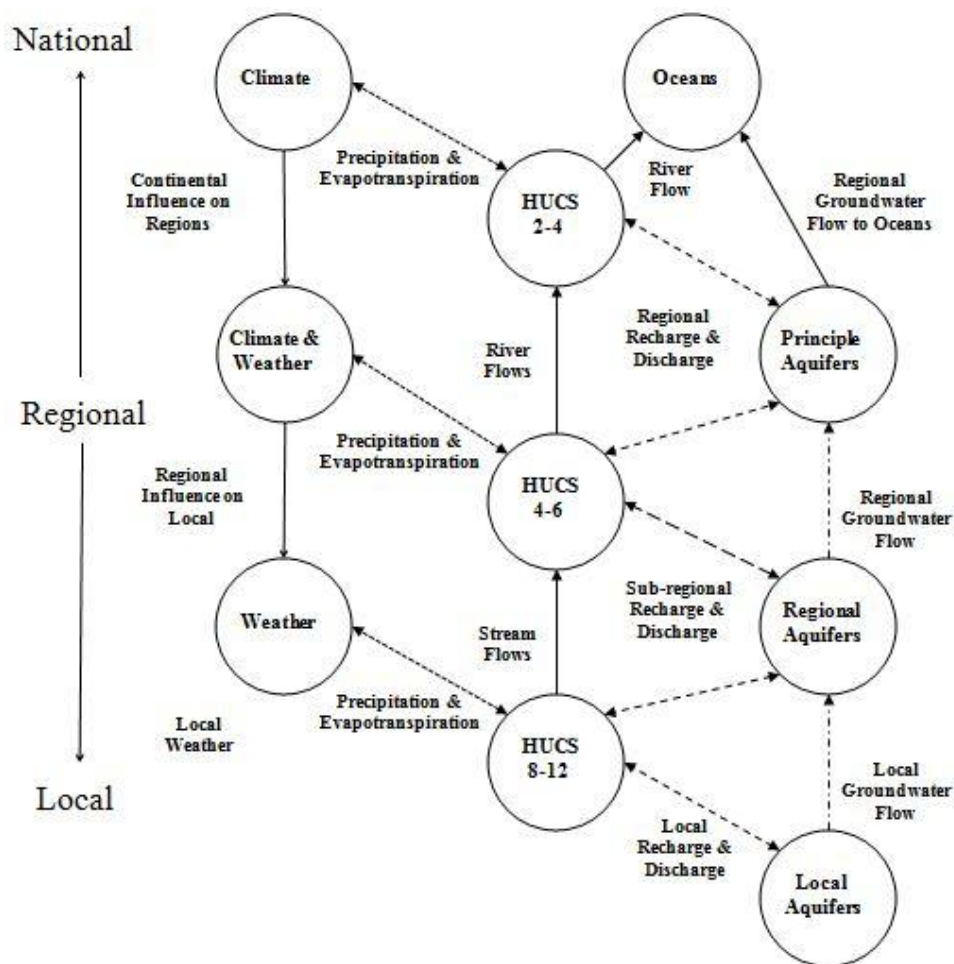 National
Climate
Oceans
Precipitation &
Evapotranspiration
River
Flow
Continental
Influence on
Regions
HUCS
2-4
Regional
Groundwater
Flow to Oceans
Climate &
Weather
River
Flows
Regional
Recharge &
Discharge
Principle
Aquifers
Regional
Precipitation &
Evapotranspiration
Regional
Influence on
Local
HUCS
4-6
Regional
Groundwater
Flow
Weather
Stream
Flows
Sub-regional
Recharge &
Discharge
Regional
Aquifers
Precipitation &
Evapotranspiration
Local
Weather
HUCS
8-12
Local
Local
Groundwater
Flow
Local
Recharge &
Discharge
Local
Aquifers